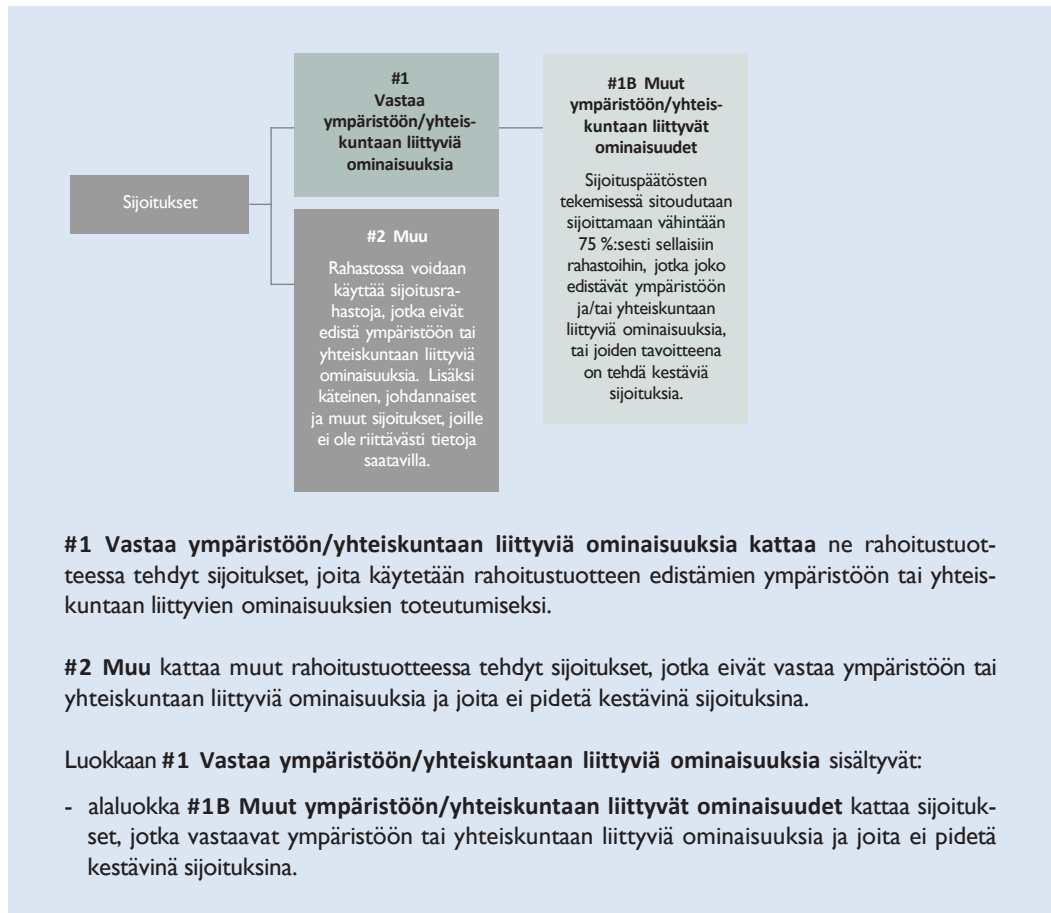 Sijoitukset
#1
Vastaa
ympäristöön/yhteis-
kuntaan liittyviä
ominaisuuksia
#1B Muut
ympäristöön/yhteis-
kuntaan liittyvät
ominaisuudet
Sijoituspäätösten
tekemisessä sitoudutaan
sijoittamaan vähintään
75 %:sesti sellaisiin
rahastoihin, jotka joko
edistävät ympäristöön
ja/tai yhteiskuntaan
liittyviä ominaisuuksia,
tai joiden tavoitteena
on tehdä kestäviä
sijoituksia.
#2 Muu
Rahastossa voidaan
käyttää sijoitusra-
hastoja, jotka eivät
edistä ympäristöön tai
yhteiskuntaan liittyviä
ominaisuuksia. Lisäksi
käteinen, johdannaiset
ja muut sijoitukset, joille
ei ole riittävästi tietoja
saatavilla.
#1 Vastaa ympäristöön/yhteiskuntaan liittyviä ominaisuuksia kattaa ne rahoitustuot-
teessa tehdyt sijoitukset, joita käytetään rahoitustuotteen edistämien ympäristöön tai yhteis-
kuntaan liittyvien ominaisuuksien toteutumiseksi.
#2 Muu kattaa muut rahoitustuotteessa tehdyt sijoitukset, jotka eivät vastaa ympäristöön tai
yhteiskuntaan liittyviä ominaisuuksia ja joita ei pidetä kestävinä sijoituksina.
Luokkaan #1 Vastaa ympäristöön/yhteiskuntaan liittyviä ominaisuuksia sisältyvät:
- alaluokka #1B Muut ympäristöön/yhteiskuntaan liittyvät ominaisuudet kattaa sijoituk-
set, jotka vastaavat ympäristöön tai yhteiskuntaan liittyviä ominaisuuksia ja joita ei pidetä
kestävinä sijoituksina.